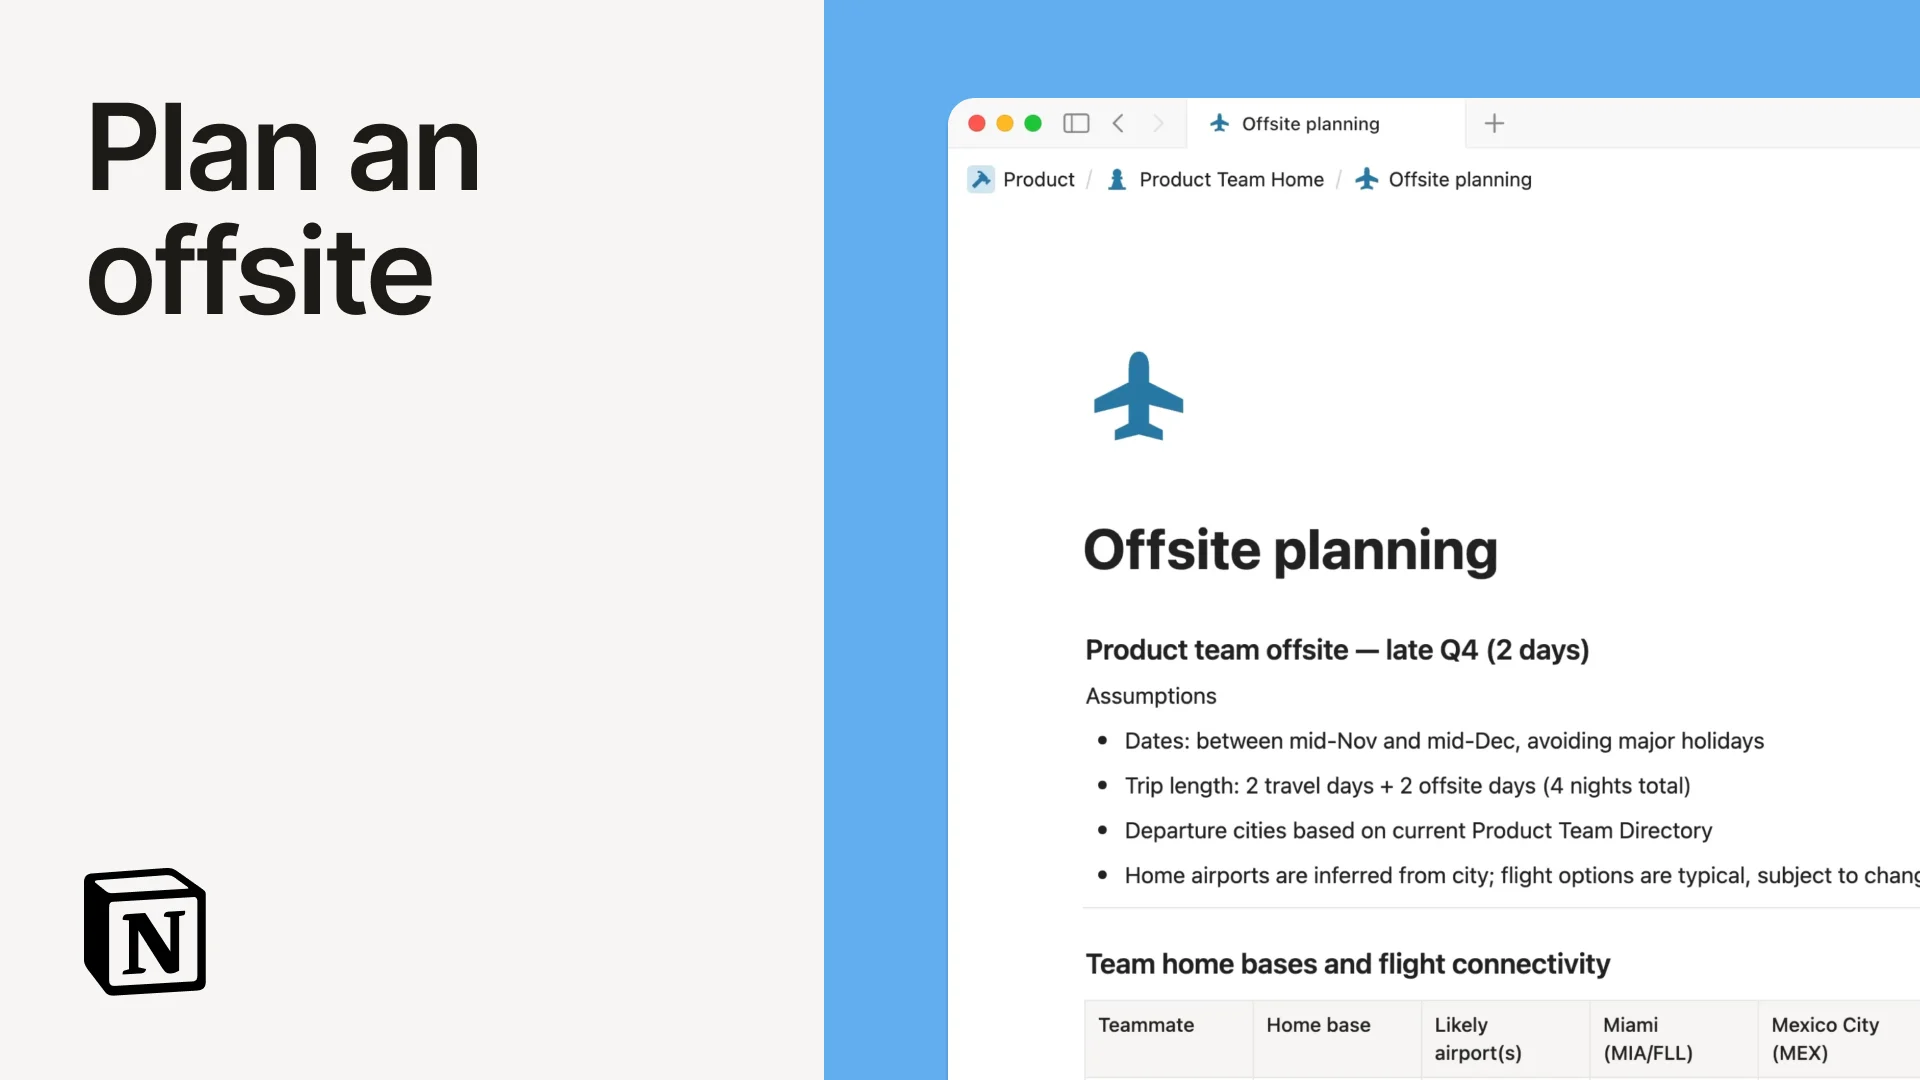 Plan an
offsite
N
Offsite planning
Product / Product Team Home / Offsite planning
Offsite planning
Product team offsite — late Q4 (2 days)
Assumptions
• Dates: between mid-Nov and mid-Dec, avoiding major holidays
• Trip length: 2 travel days + 2 offsite days (4 nights total)
• Departure cities based on current Product Team Directory
• Home airports are inferred from city; flight options are typical, subject to chang
Team home bases and flight connectivity
Teammate
Home base
Likely
airport(s)
Miami
(MIA/FLL)
Mexico City
(MEX)